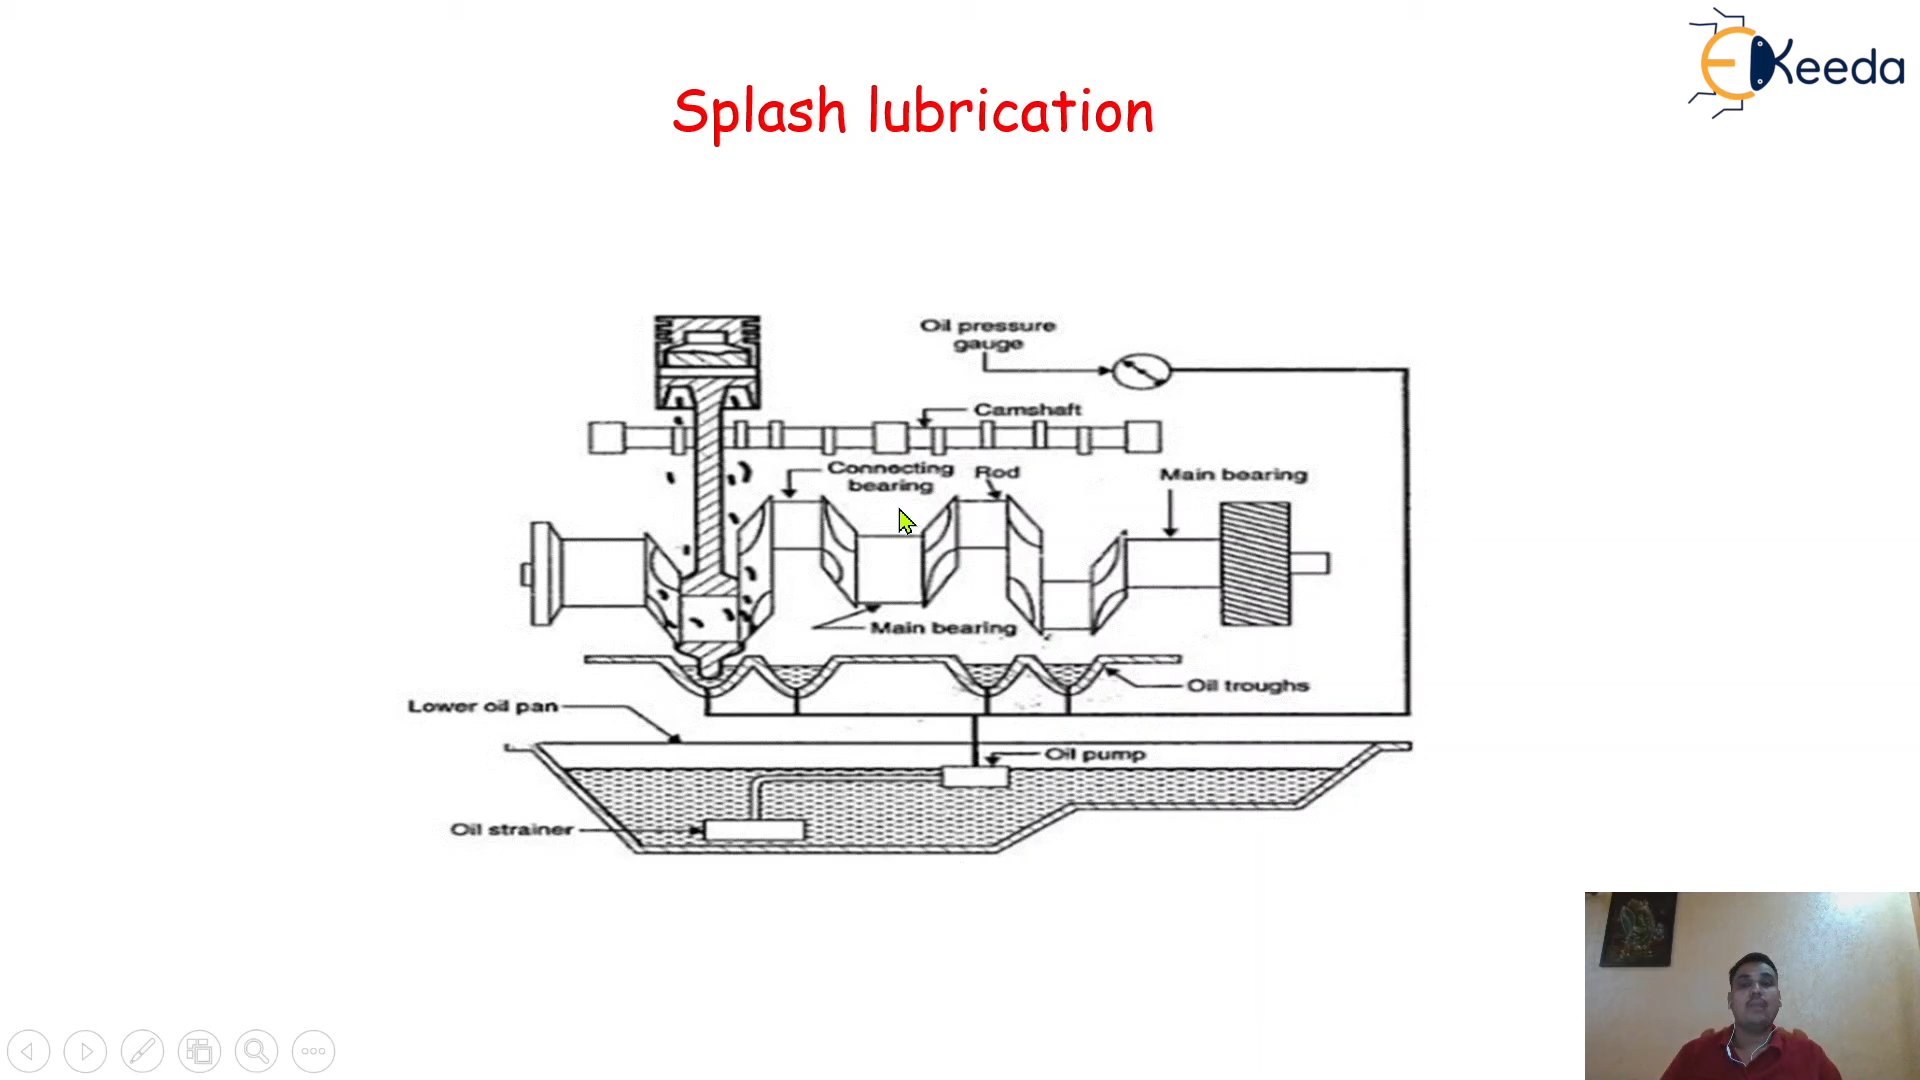 EKeeda
Splash lubrication
Oil pressure
gauge
Camshaft
Connecting
bearing
Rod
Main bearing
Main bearing
Oil troughs
Lower oil pan
Oil pump
Oil strainer